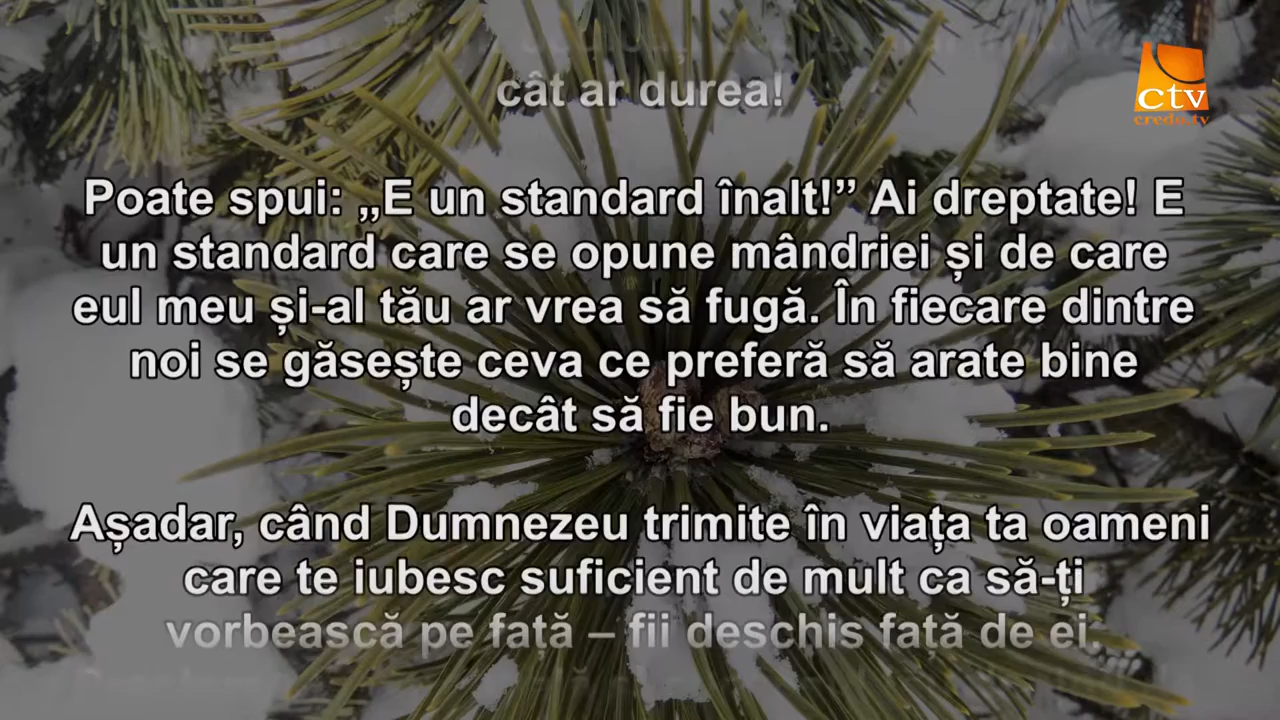 cât ar durea!
ctv
credo.tv
Poate spui: „E un standard înalt!” Ai dreptate! E
un standard care se opune mândriei și de care
eul meu și-al tău ar vrea să fugă. În fiecare dintre
noi se găsește ceva ce preferă să arate bine
decât să fie bun.
Așadar, când Dumnezeu trimite în viața ta oameni
care te iubesc suficient de mult ca să-ți
vorbească pe față – fii deschis față de ei.